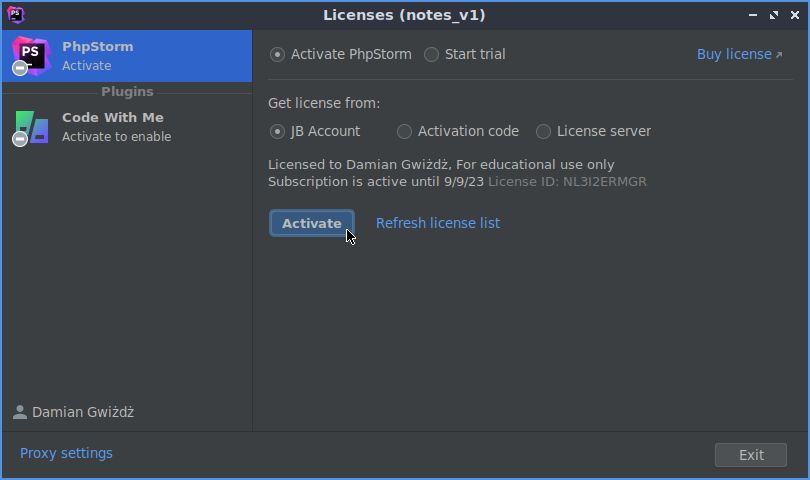 Licenses (notes_v1)
PS
PhpStorm
Activate
Plugins
Code With Me
Activate to enable
Damian Gwiżdż
Activate PhpStorm Start trial Buy license
Get license from:
JB Account Activation code License server
Licensed to Damian Gwiżdż, For educational use only
Subscription is active until 9/9/23 License ID: NL3I2ERMGR
Activate Refresh license list
Proxy settings Exit